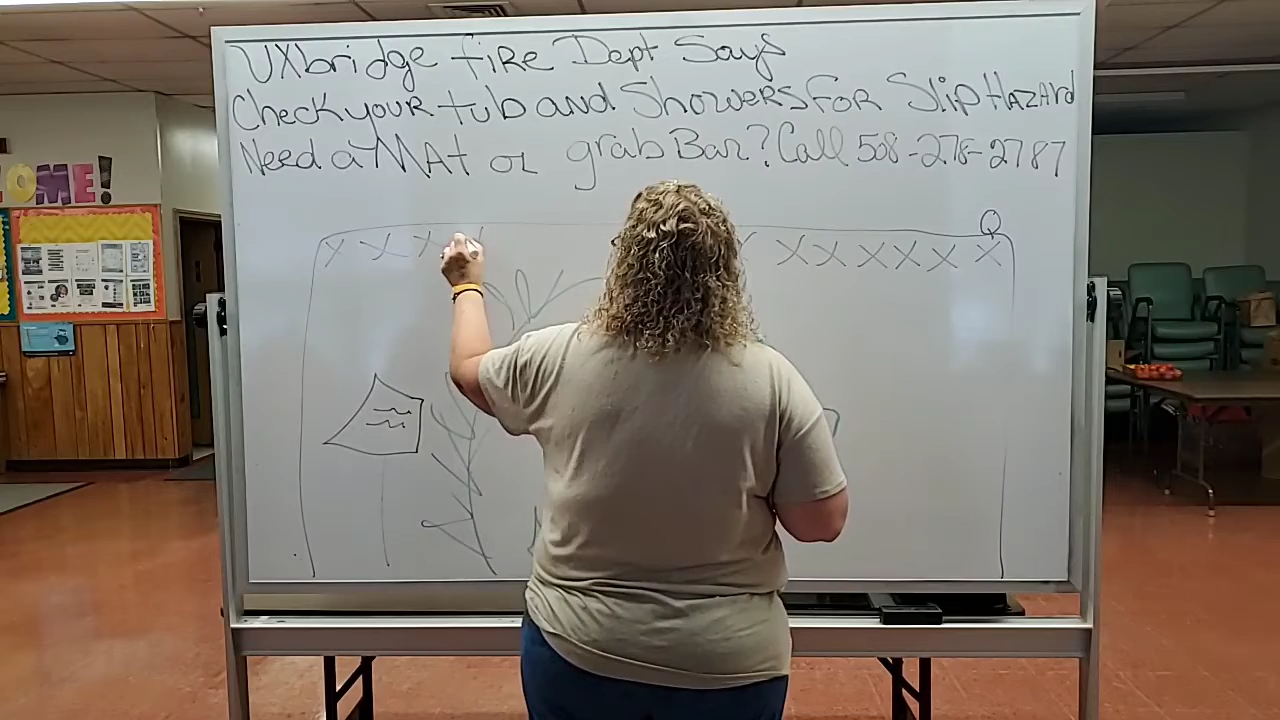 UXbridge fire Dept Says
Check your tub and Showers For Slip Hazard
Need a MAt or grab Bar? Call 508-278-2787
Q
X X X X X X X X X X
OME!